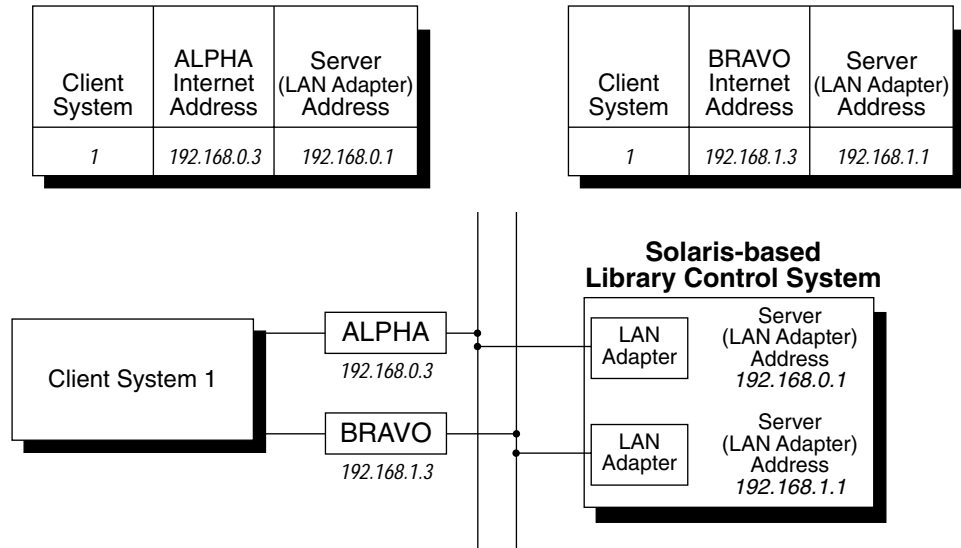 Client
System
ALPHA
Internet
Address
Server
(LAN Adapter)
Address
1
192.168.0.3
192.168.0.1
Client
System
BRAVO
Internet
Address
Server
(LAN Adapter)
Address
1
192.168.1.3
192.168.1.1
Solaris-based
Library Control System
Client System 1
ALPHA
192.168.0.3
BRAVO
192.168.1.3
LAN
Adapter
Server
(LAN Adapter)
Address
192.168.0.1
LAN
Adapter
Server
(LAN Adapter)
Address
192.168.1.1